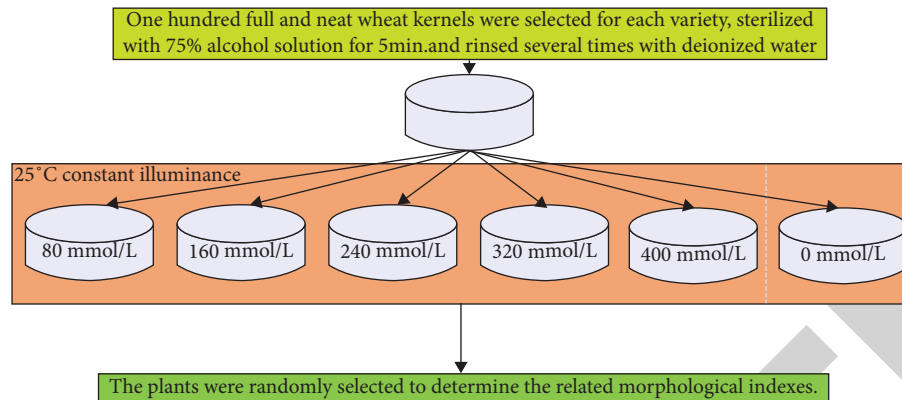 One hundred full and neat wheat kernels were selected for each variety, sterilized
with 75% alcohol solution for 5min.and rinsed several times with deionized water
25˚C constant illuminance
80 mmol/L
160 mmol/L
240 mmol/L
320 mmol/L
400 mmol/L
0 mmol/L
The plants were randomly selected to determine the related morphological indexes.